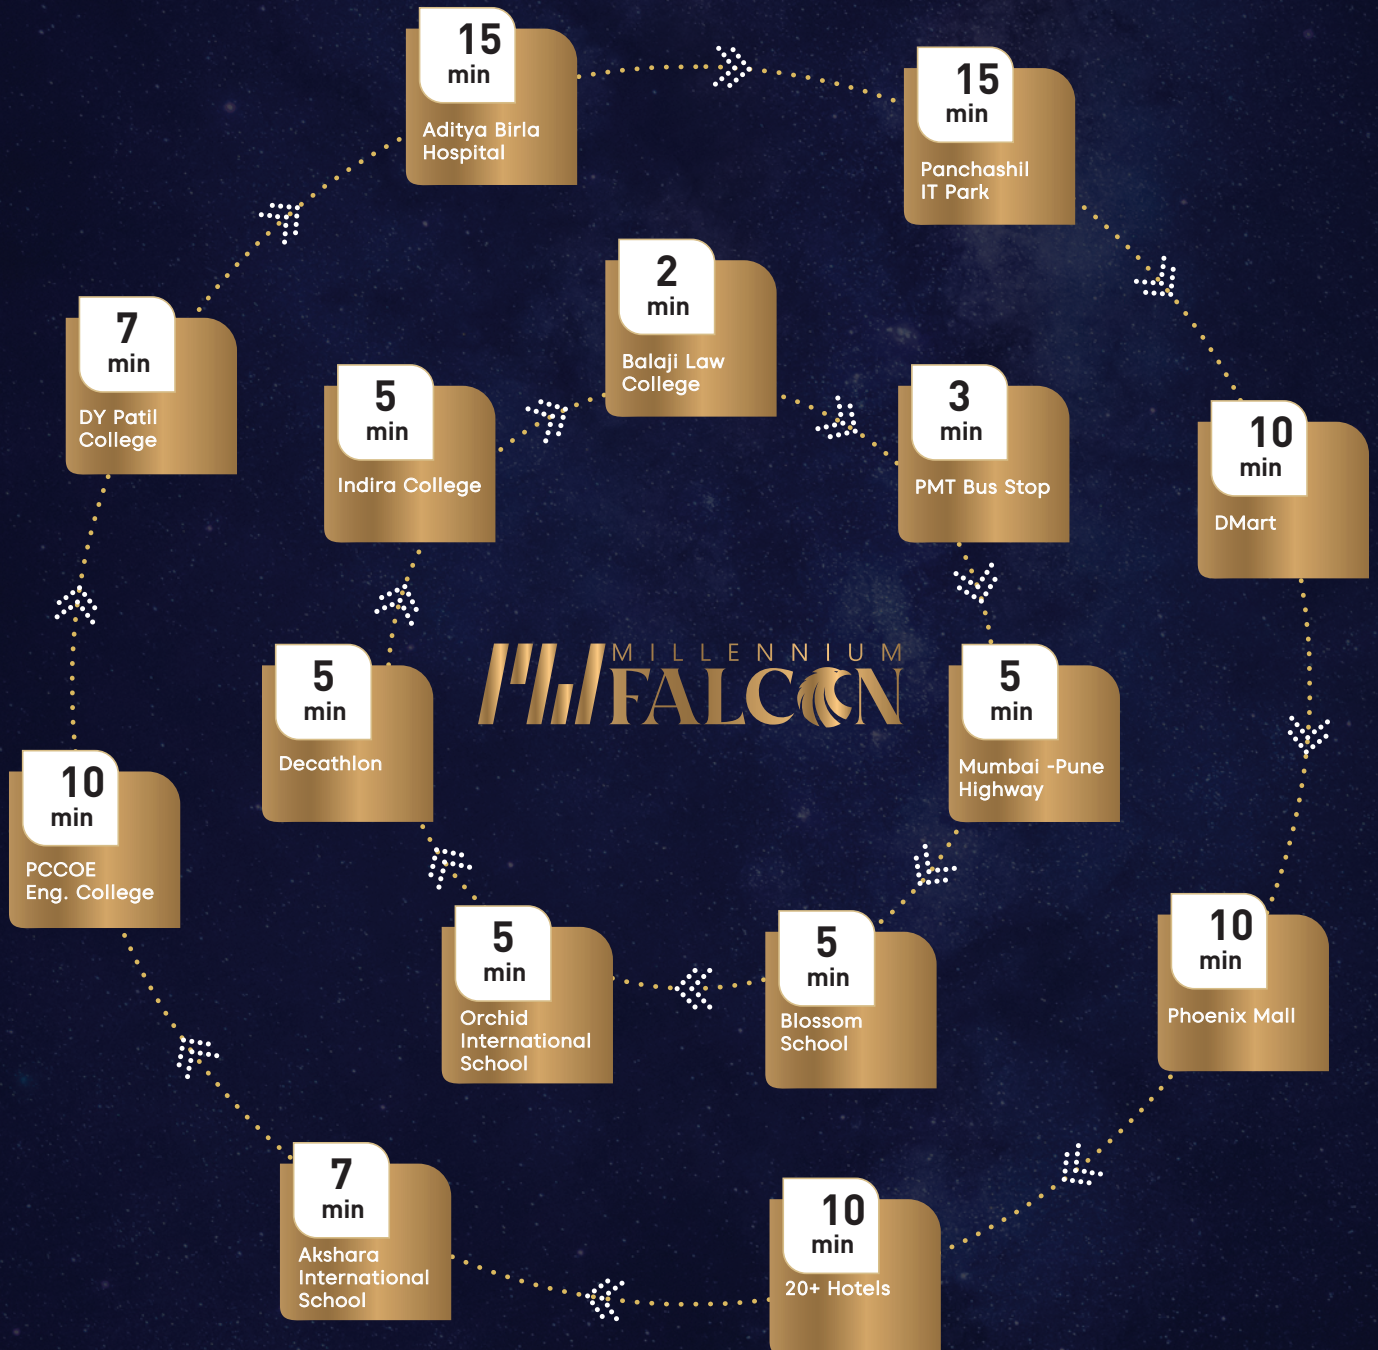 15
min
Aditya Birla
Hospital
15
min
Panchashil
IT Park
2
min
Balaji Law
College
7
min
DY Patil
College
5
min
Indira College
3
min
PMT Bus Stop
10
min
DMart
MILLENNIUM
FALCON
5
min
Decathlon
5
min
Mumbai -Pune
Highway
10
min
PCCOE
Eng. College
5
min
Orchid
International
School
5
min
Blossom
School
10
min
Phoenix Mall
7
min
Akshara
International
School
10
min
20+ Hotels